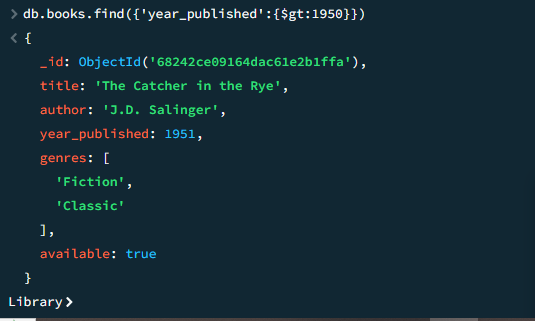 > db.books.find({'year_published':{$gt:1950}})
< {
_id: ObjectId('68242ce09164dac61e2b1ffa'),
title: 'The Catcher in the Rye',
author: 'J.D. Salinger',
year_published: 1951,
genres: [
'Fiction',
'Classic'
],
available: true
}
Library>